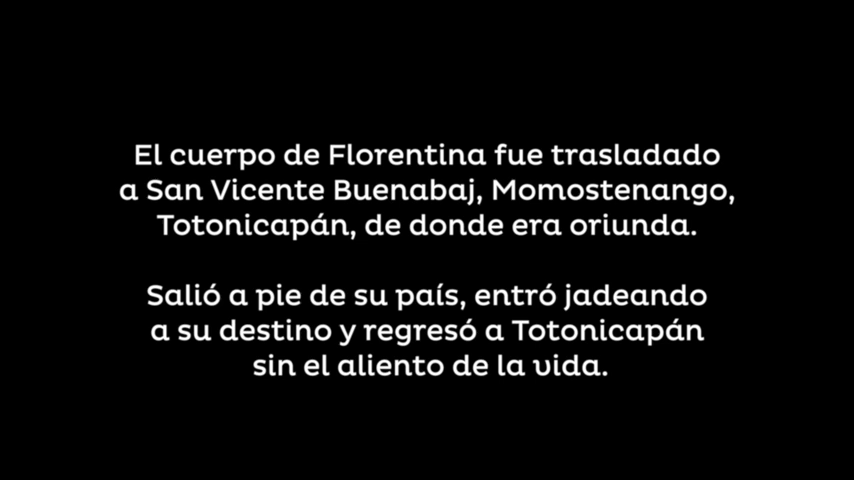 El cuerpo de Florentina fue trasladado
a San Vicente Buenabaj, Momostenango,
Totonicapán, de donde era oriunda.
Salió a pie de su país, entró jadeando
a su destino y regresó a Totonicapán
sin el aliento de la vida.